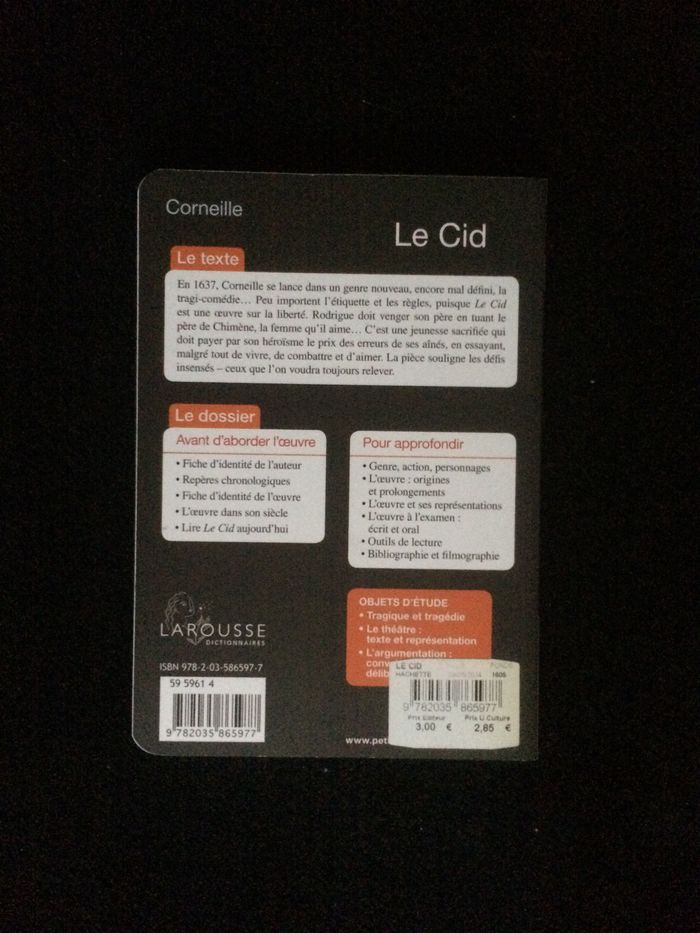 Corneille
Le Cid
Le texte
En 1637, Corneille se lance dans un genre nouveau, encore mal défini, la
tragi-comédie… Peu importent l'étiquette et les règles, puisque Le Cid
est une œuvre sur la liberté. Rodrigue doit venger son père en tuant le
père de Chimène, la femme qu'il aime… C'est une jeunesse sacrifiée qui
doit payer par son héroïsme le prix des erreurs de ses aînés, en essayant,
malgré tout de vivre, de combattre et d'aimer. La pièce souligne les défis
insensés – ceux que l'on voudra toujours relever.
Le dossier
Avant d'aborder l'œuvre
• Fiche d'identité de l'auteur
• Repères chronologiques
• Fiche d'identité de l'œuvre
• L'œuvre dans son siècle
• Lire Le Cid aujourd'hui
Pour approfondir
• Genre, action, personnages
• L'œuvre : origines
et prolongements
• L'œuvre et ses représentations
• L'œuvre à l'examen :
écrit et oral
• Outils de lecture
• Bibliographie et filmographie
OBJETS D'ÉTUDE
• Tragique et tragédie
• Le théâtre :
texte et représentation
• L'argumentation :
conv
délib
LAROUSSE
DICTIONNAIRES
ISBN 978-2-03-586597-7
59 5961 4
9 782035 865977
www.peti
LE CID
HACHETTE 1606
9 782035 865977
Prix Editeur Prix Li Culture
3,00 € 2,85 €